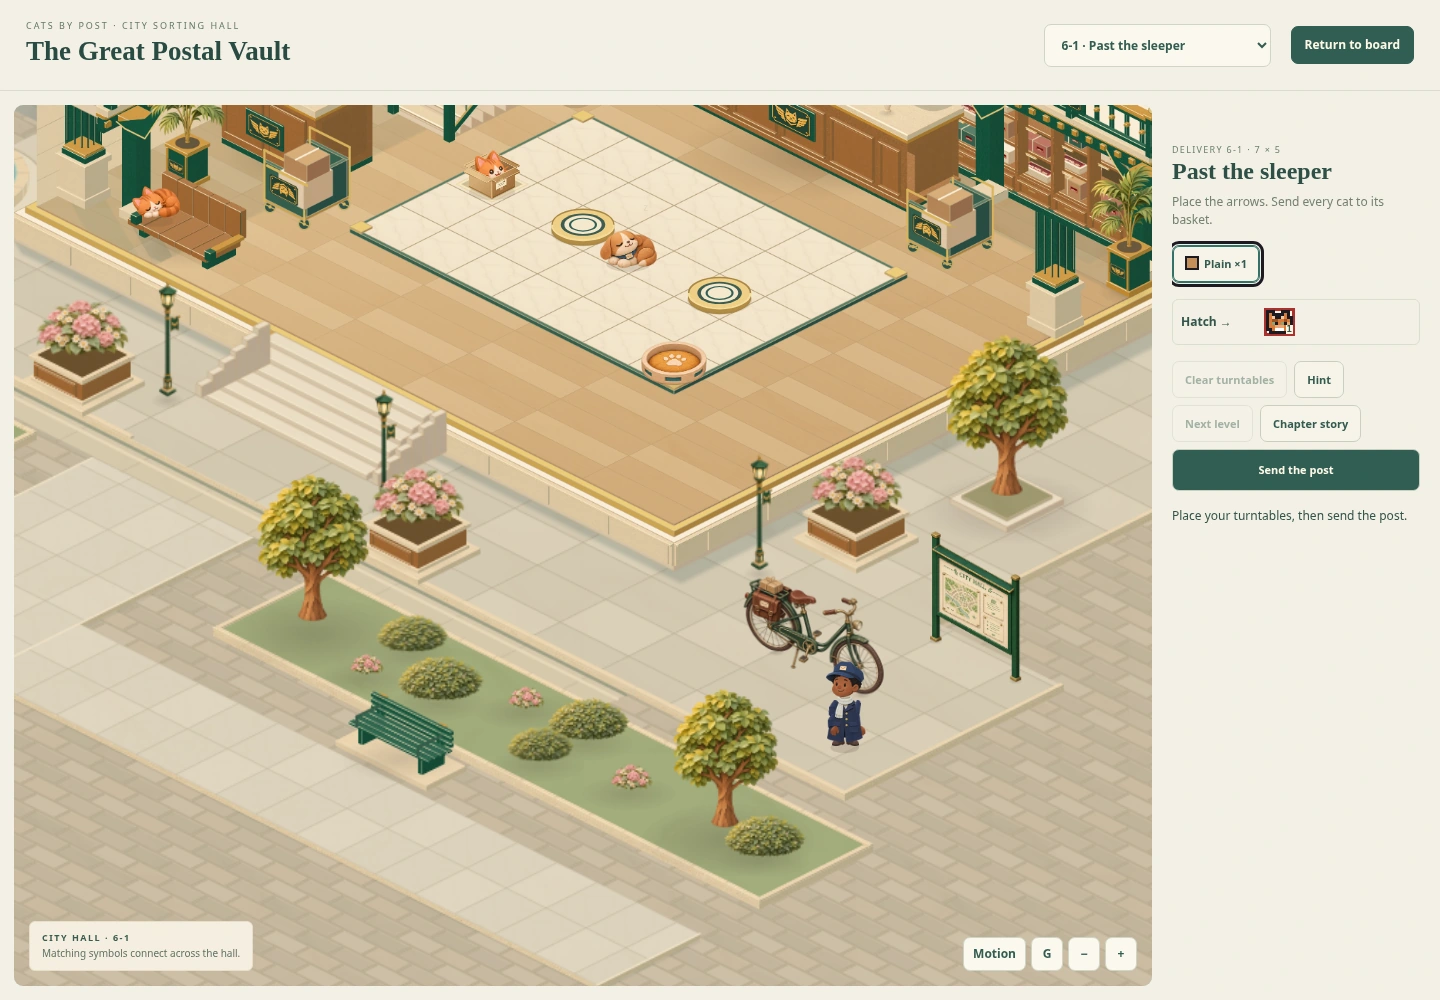 CATS BY POST · CITY SORTING HALL
The Great Postal Vault
6-1 · Past the sleeper
Return to board
DELIVERY 6-1 · 7 × 5
Past the sleeper
Place the arrows. Send every cat to its
basket.
Plain ×1
Hatch →
1
Clear turntables
Hint
Next level
Chapter story
Send the post
Place your turntables, then send the post.
CITY HALL
CITY HALL · 6-1
Matching symbols connect across the hall.
Motion
G
−
+